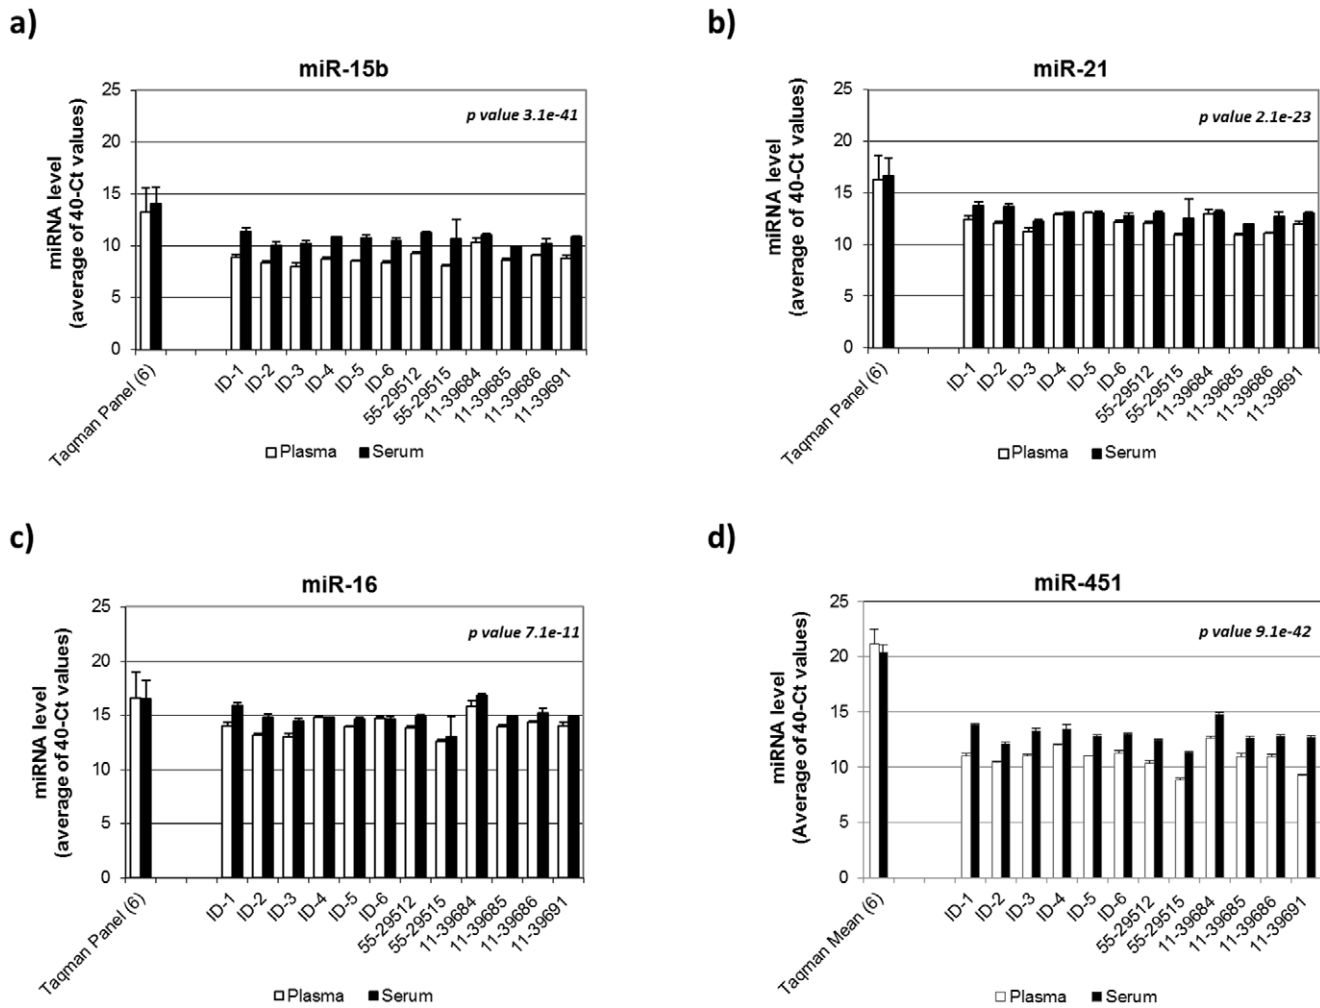 a)
miR-15b
p value 3.1e-41
miRNA level
(average of 40-Ct values)
25
20
15
10
5
0
Taqman Panel (6)
ID-1
ID-2
ID-3
ID-4
ID-5
ID-6
55-29512
55-29515
11-39684
11-39685
11-39686
11-39691
Plasma Serum
b)
miR-21
p value 2.1e-23
miRNA level
(average of 40-Ct values)
25
20
15
10
5
0
Taqman Panel (6)
ID-1
ID-2
ID-3
ID-4
ID-5
ID-6
55-29512
55-29515
11-39684
11-39685
11-39686
11-39691
Plasma Serum
c)
miR-16
p value 7.1e-11
miRNA level
(average of 40-Ct values)
25
20
15
10
5
0
Taqman Panel (6)
ID-1
ID-2
ID-3
ID-4
ID-5
ID-6
55-29512
55-29515
11-39684
11-39685
11-39686
11-39691
Plasma Serum
d)
miR-451
p value 9.1e-42
miRNA level
(Average of 40-Ct values)
25
20
15
10
5
0
Taqman Mean (6)
ID-1
ID-2
ID-3
ID-4
ID-5
ID-6
55-29512
55-29515
11-39684
11-39685
11-39686
11-39691
Plasma Serum